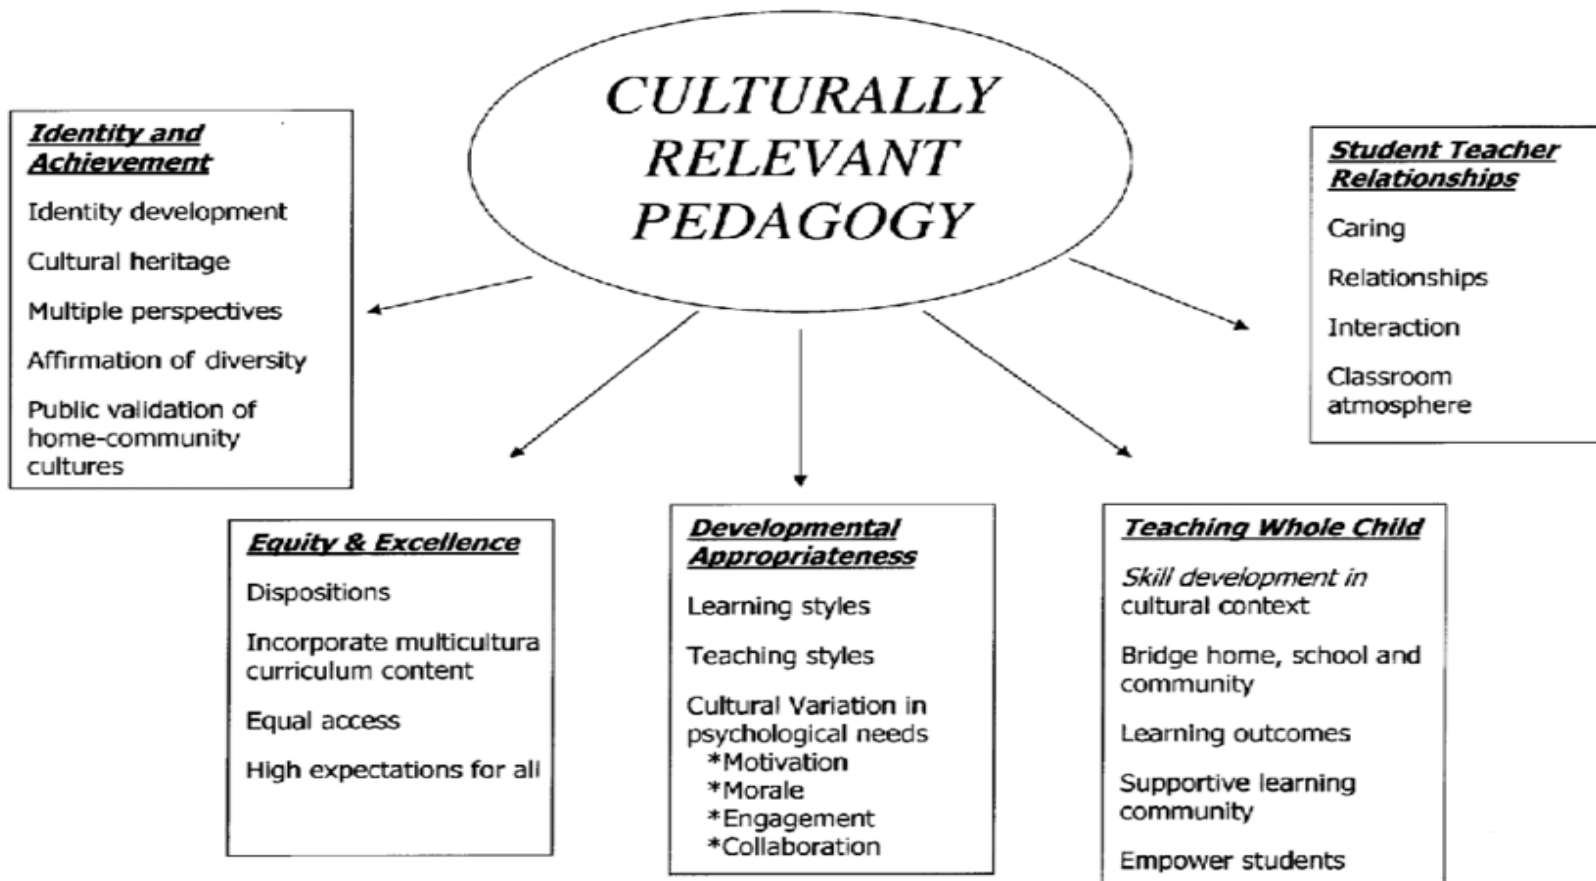 CULTURALLY
RELEVANT
PEDAGOGY
Identity and
Achievement
Identity development
Cultural heritage
Multiple perspectives
Affirmation of diversity
Public validation of
home-community
cultures
Equity & Excellence
Dispositions
Incorporate multicultura
curriculum content
Equal access
High expectations for all
Developmental
Appropriateness
Learning styles
Teaching styles
Cultural Variation in
psychological needs
*Motivation
*Morale
*Engagement
*Collaboration
Teaching Whole Child
Skill development in
cultural context
Bridge home, school and
community
Learning outcomes
Supportive learning
community
Empower students
Student Teacher
Relationships
Caring
Relationships
Interaction
Classroom
atmosphere